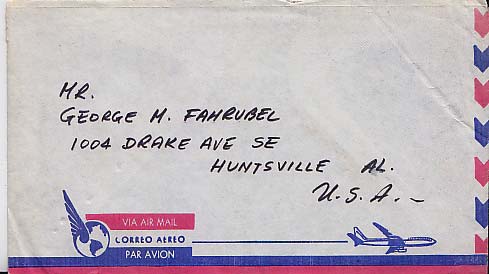 MR.
GEORGE M. FAHRUBEL
1004 DRAKE AVE SE
HUNTSVILLE AL.
U.S.A.-
VIA AIR MAIL
CORREO AEREO
PAR AVION